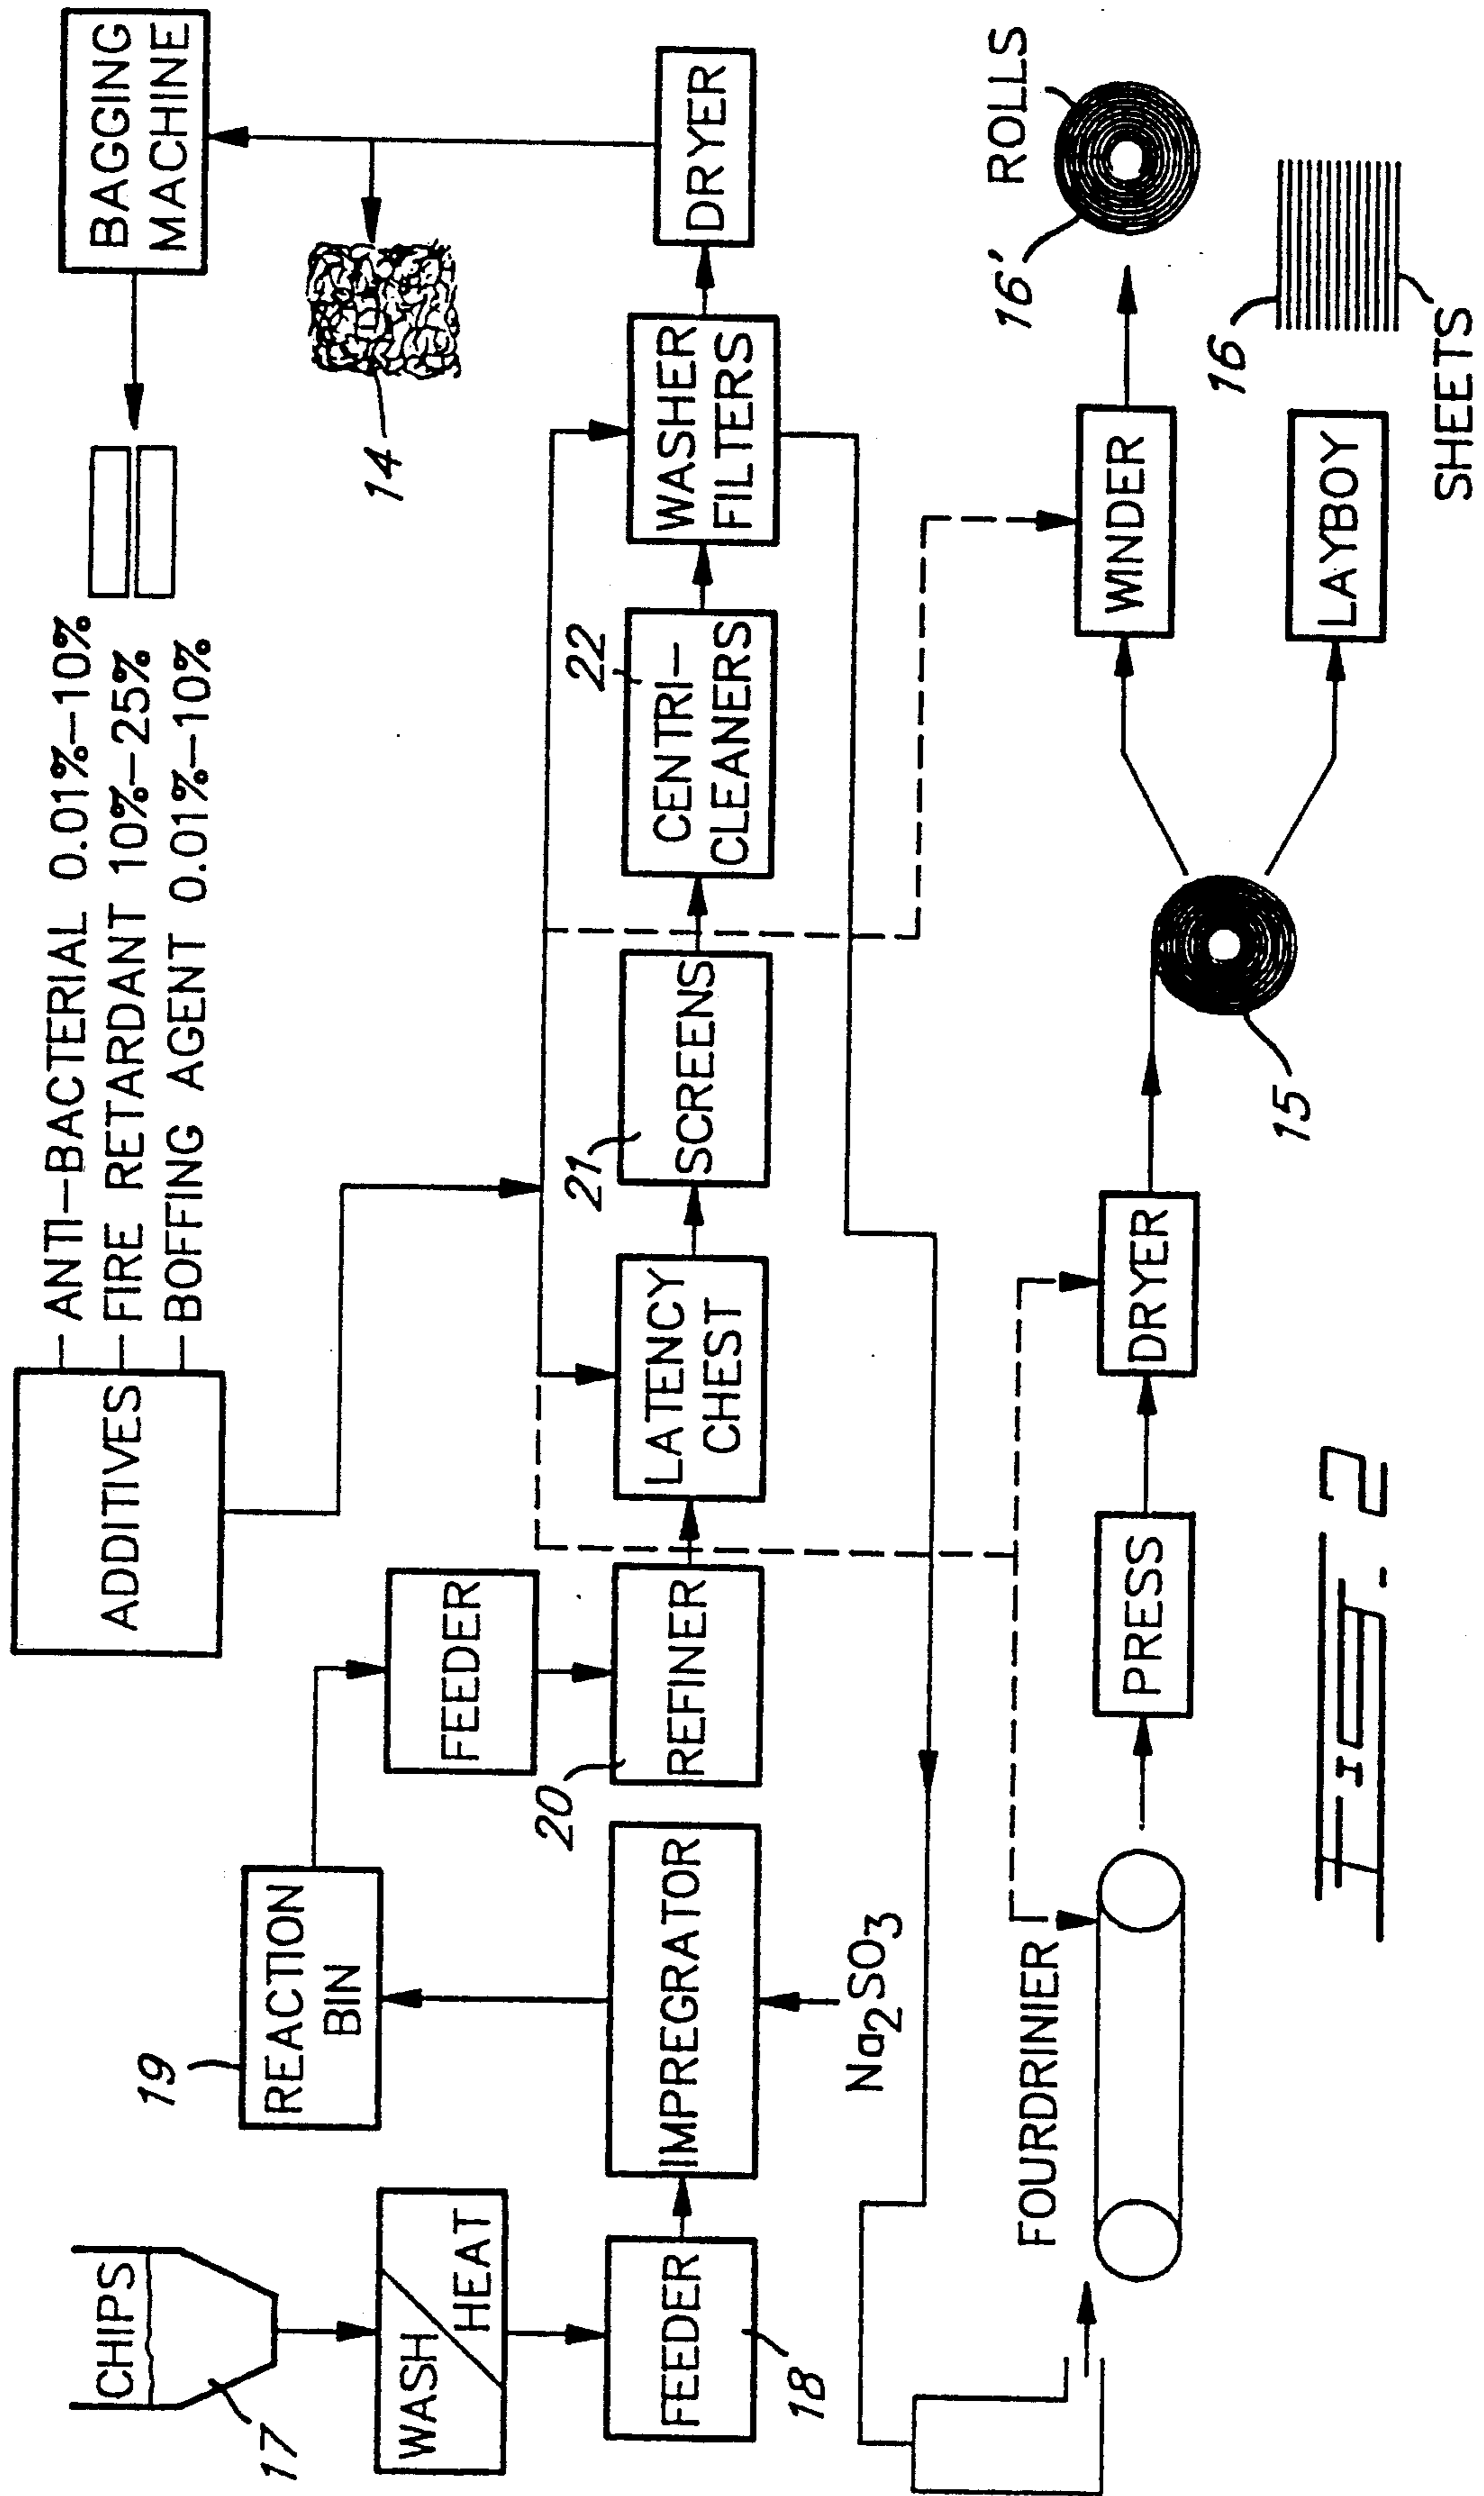 ADDITIVES
ANTI-BACTERIAL 0.01%-10%
FIRE RETARDANT 10%-25%
BOFFING AGENT 0.01%-10%
BAGGING
MACHINE
14
CHIPS
17
WASH
HEAT
FEEDER
18
IMPREGRATOR
Na2SO3
19
REACTION
BIN
FEEDER
20
REFINER
LATENCY
CHEST
21
SCREENS
22
CENTRI-
CLEANERS
WASHER
FILTERS
DRYER
FOURDRINIER
PRESS
DRYER
15
WINDER
16'
ROLLS
LAYBOY
16
SHEETS
Fig. 2